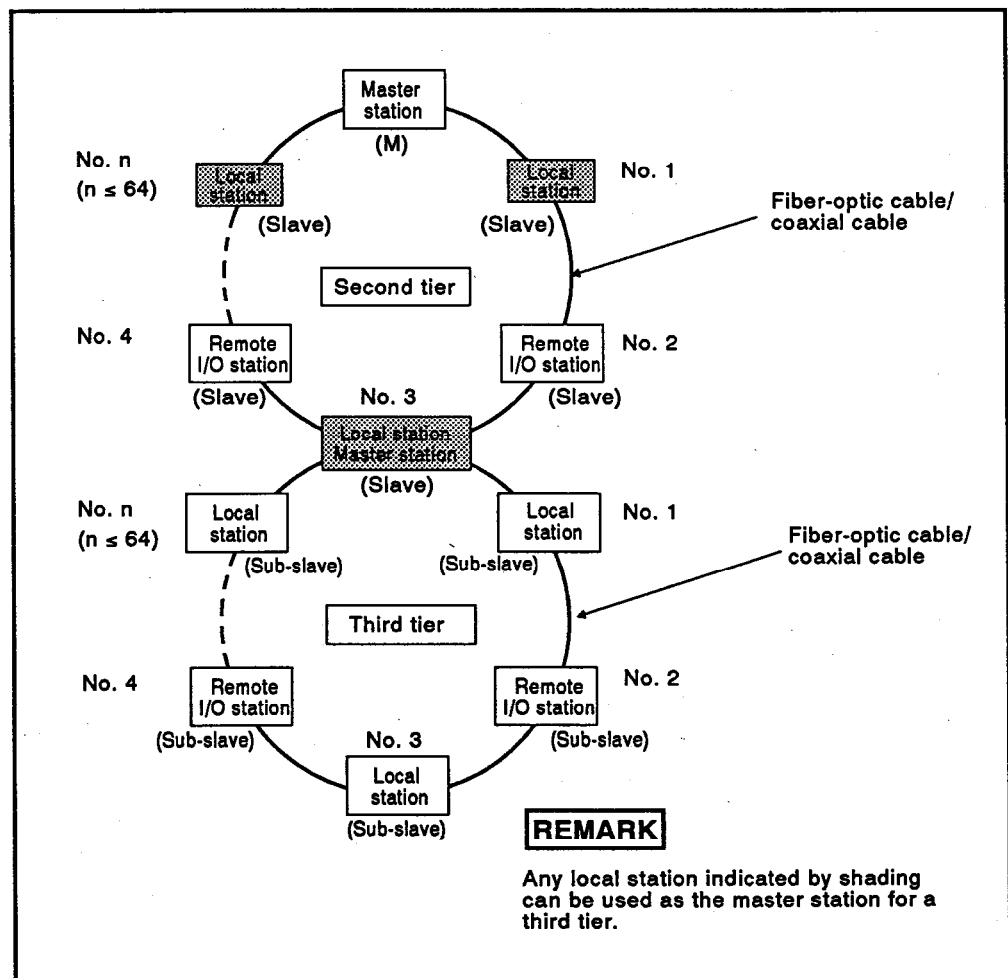 Master
station
(M)
No. n
(n ≤ 64)
Local
station
(Slave)
Local
station
(Slave)
No. 1
Fiber-optic cable/
coaxial cable
Second tier
No. 4
Remote
I/O station
(Slave)
Remote
I/O station
(Slave)
No. 2
No. 3
Local station
Master station
(Slave)
No. n
(n ≤ 64)
Local
station
(Sub-slave)
Local
station
(Sub-slave)
No. 1
Fiber-optic cable/
coaxial cable
Third tier
No. 4
Remote
I/O station
(Sub-slave)
Remote
I/O station
(Sub-slave)
No. 2
No. 3
Local
station
(Sub-slave)
REMARK
Any local station indicated by shading
can be used as the master station for a
third tier.